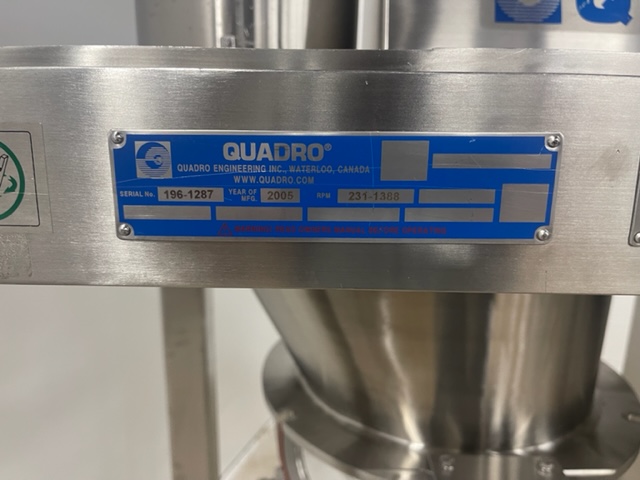 QUADRO®
QUADRO ENGINEERING INC., WATERLOO, CANADA
WWW.QUADRO.COM
SERIAL No. 196-1287 YEAR OF MFG. 2005 RPM 231-1388